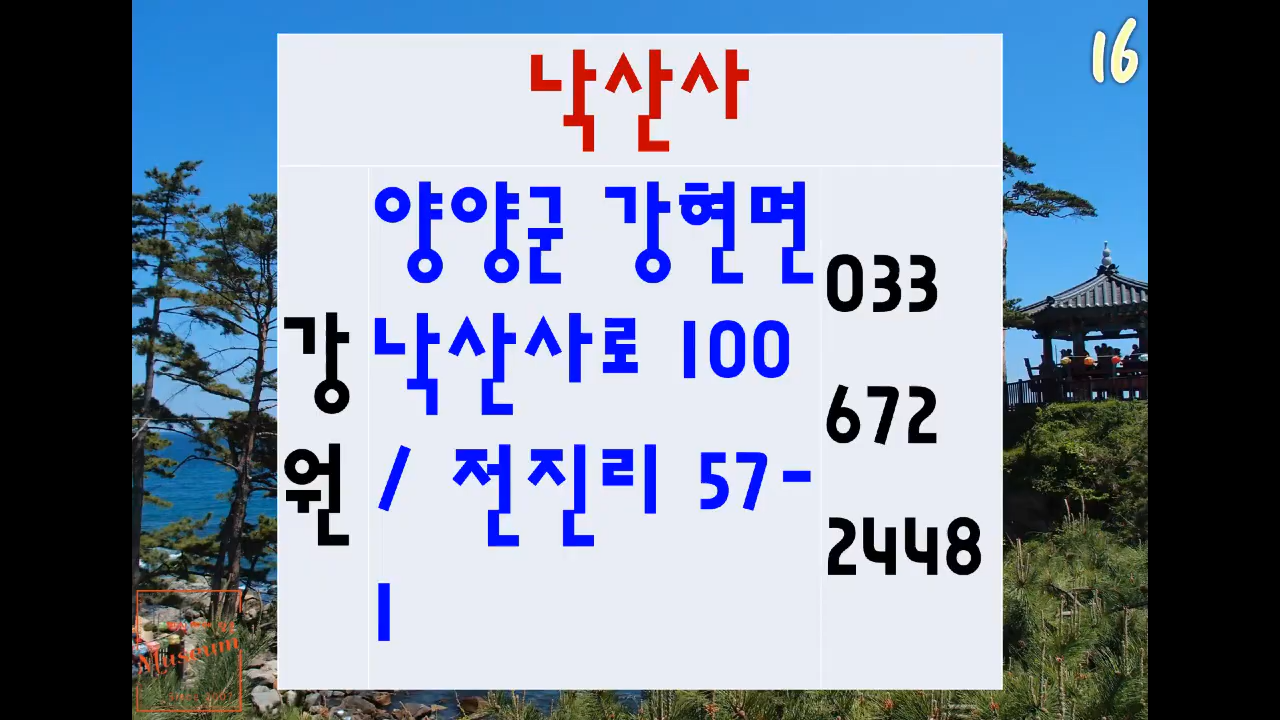 16
낙산사
강
원
양양군 강현면
낙산사로 100
/ 전진리 57-
1
033
672
2448
Museum